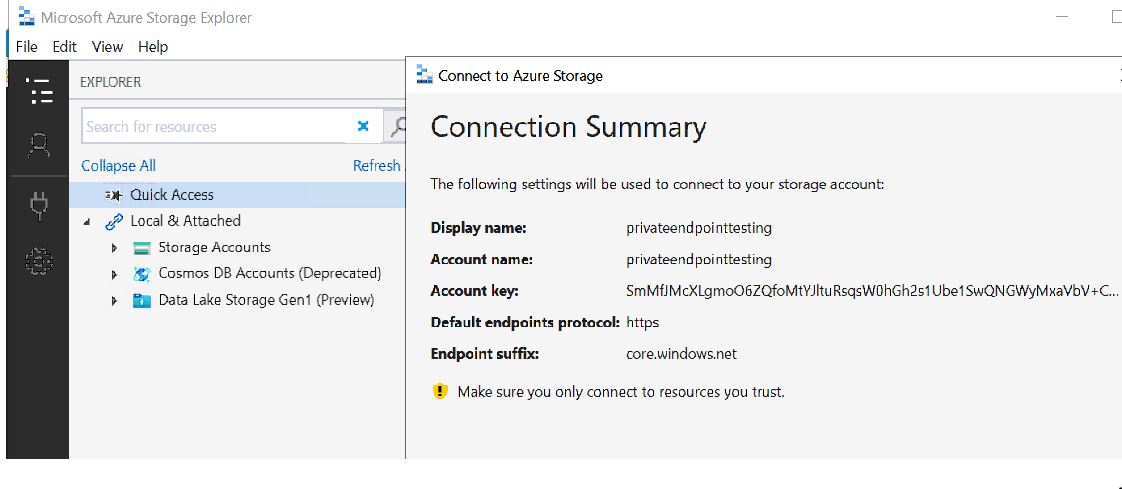 Microsoft Azure Storage Explorer
File Edit View Help
EXPLORER
Search for resources
Collapse All Refresh
Quick Access
Local & Attached
Storage Accounts
Cosmos DB Accounts (Deprecated)
Data Lake Storage Gen1 (Preview)
Connect to Azure Storage
Connection Summary
The following settings will be used to connect to your storage account:
Display name: privateendpointtesting
Account name: privateendpointtesting
Account key: SmMfJMcXLgmoO6ZQfoMtYJltuRsqsW0hGh2s1Ube1SwQNGWyMxaVbV+C...
Default endpoints protocol: https
Endpoint suffix: core.windows.net
Make sure you only connect to resources you trust.